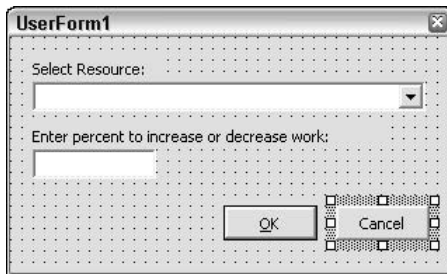 UserForm1
Select Resource:
Enter percent to increase or decrease work:
OK
Cancel